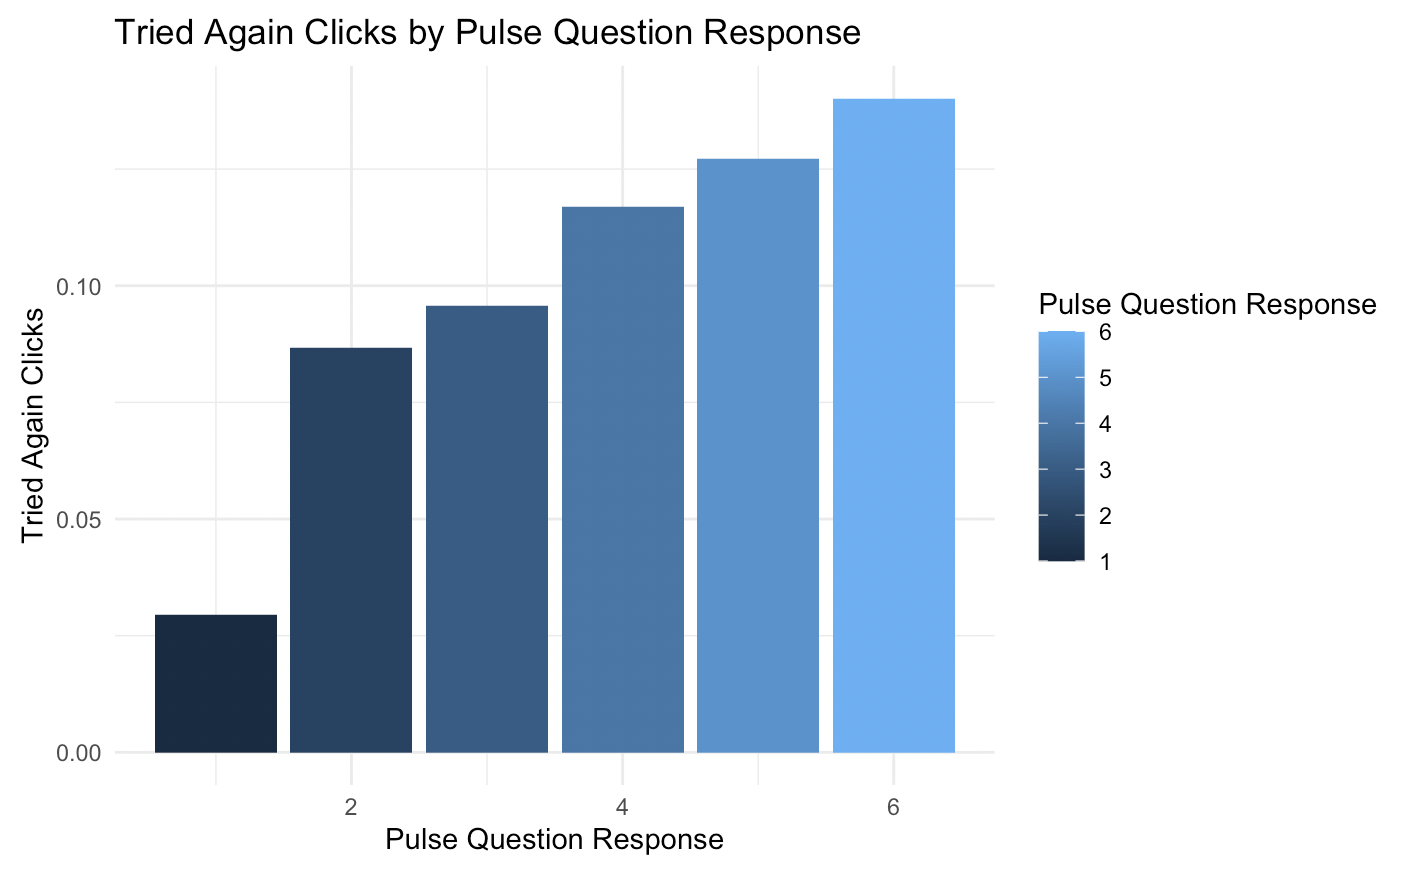 Tried Again Clicks by Pulse Question Response
Tried Again Clicks
0.10
0.05
0.00
2 4 6
Pulse Question Response
Pulse Question Response
6
5
4
3
2
1